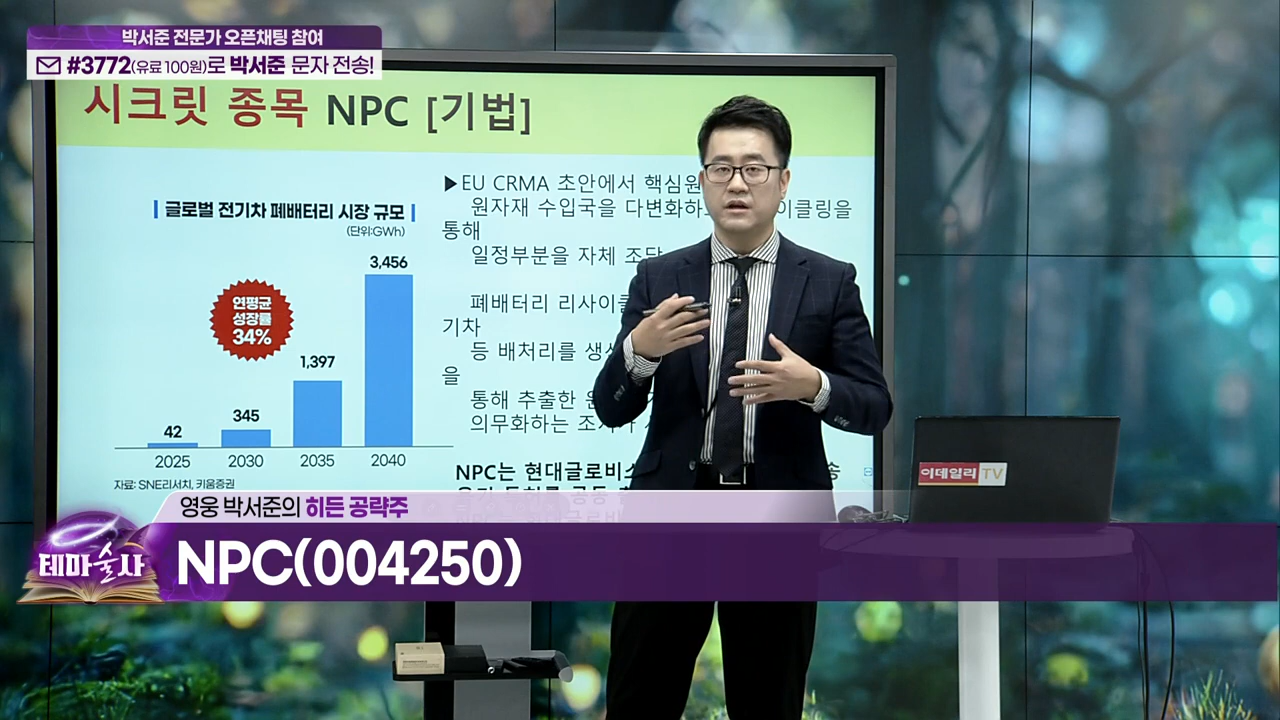 박서준 전문가 오픈채팅 참여
#3772(유료 100원)로 박서준 문자 전송!
시크릿 종목 NPC [기법]
글로벌 전기차 폐배터리 시장 규모
(단위:GWh)
연평균
성장률
34%
42
345
1,397
3,456
2025 2030 2035 2040
자료: SNE리서치, 키움증권
▶EU CRMA 초안에서 핵심원
원자재 수입국을 다변화하 이클링을
통해
일정부분을 자체 조달
폐배터리 리사이클
기차
등 배처리를 생
을
통해 추출한
의무화하는
NPC는 현대글로비스 송
이데일리TV
영웅 박서준의 히든 공략주
테마술사
NPC(004250)